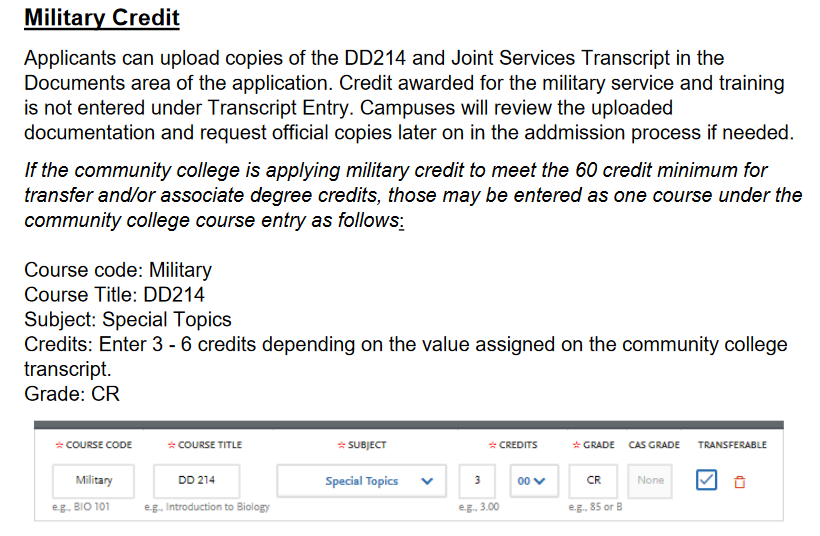 Military Credit
Applicants can upload copies of the DD214 and Joint Services Transcript in the
Documents area of the application. Credit awarded for the military service and training
is not entered under Transcript Entry. Campuses will review the uploaded
documentation and request official copies later on in the addmission process if needed.
If the community college is applying military credit to meet the 60 credit minimum for
transfer and/or associate degree credits, those may be entered as one course under the
community college course entry as follows:
Course code: Military
Course Title: DD214
Subject: Special Topics
Credits: Enter 3 - 6 credits depending on the value assigned on the community college
transcript.
Grade: CR
* COURSE CODE * COURSE TITLE * SUBJECT * CREDITS * GRADE CAS GRADE TRANSFERABLE
Military DD 214 Special Topics 3 00 CR None
e.g., BIO 101 e.g., Introduction to Biology e.g., 3.00 e.g., 85 or B